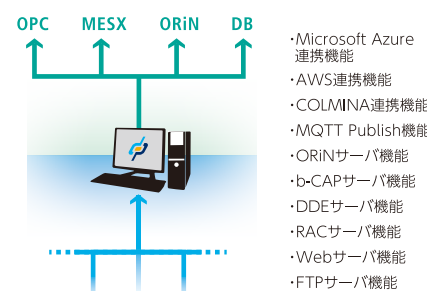 OPC MESX ORiN DB
・Microsoft Azure
連携機能
・AWS連携機能
・COLMINA連携機能
・MQTT Publish機能
・ORiNサーバ機能
・b-CAPサーバ機能
・DDEサーバ機能
・RACサーバ機能
・Webサーバ機能
・FTPサーバ機能